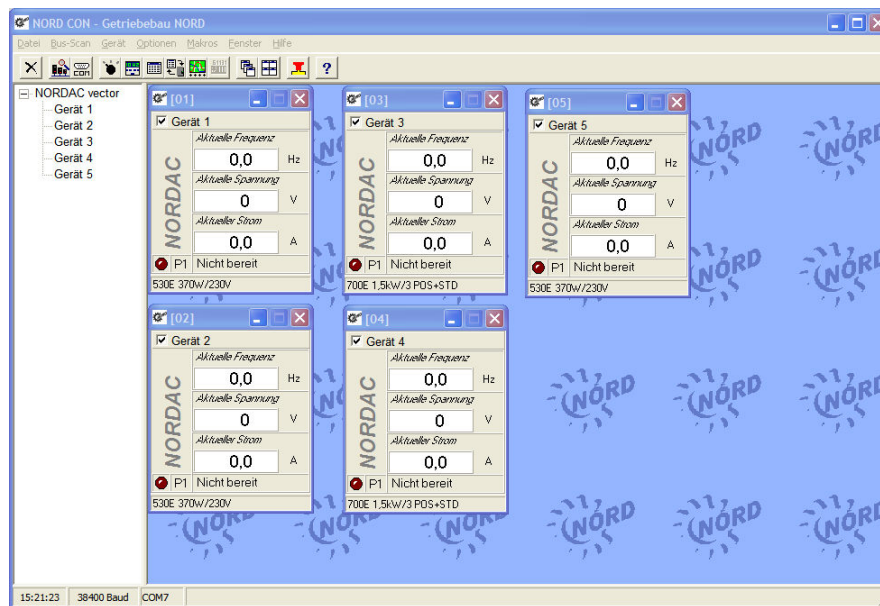 NORD CON - Getriebebau NORD
Datei Bus-Scan Gerät Optionen Makros Fenster Hilfe
COM
?
NORDAC vector
Gerät 1
Gerät 2
Gerät 3
Gerät 4
Gerät 5
[01]
Gerät 1
NORDAC
Aktuelle Frequenz
0,0 Hz
Aktuelle Spannung
0 V
Aktueller Strom
0,0 A
P1 Nicht bereit
530E 370W/230V
[03]
Gerät 3
NORDAC
Aktuelle Frequenz
0,0 Hz
Aktuelle Spannung
0 V
Aktueller Strom
0,0 A
P1 Nicht bereit
700E 1,5kW/3 POS+STD
[05]
Gerät 5
NORDAC
Aktuelle Frequenz
0,0 Hz
Aktuelle Spannung
0 V
Aktueller Strom
0,0 A
P1 Nicht bereit
530E 370W/230V
[02]
Gerät 2
NORDAC
Aktuelle Frequenz
0,0 Hz
Aktuelle Spannung
0 V
Aktueller Strom
0,0 A
P1 Nicht bereit
530E 370W/230V
[04]
Gerät 4
NORDAC
Aktuelle Frequenz
0,0 Hz
Aktuelle Spannung
0 V
Aktueller Strom
0,0 A
P1 Nicht bereit
700E 1,5kW/3 POS+STD
NORD NORD
NORD NORD
NORD NORD NORD
NORD NORD NORD NORD
15:21:23 38400 Baud COM7